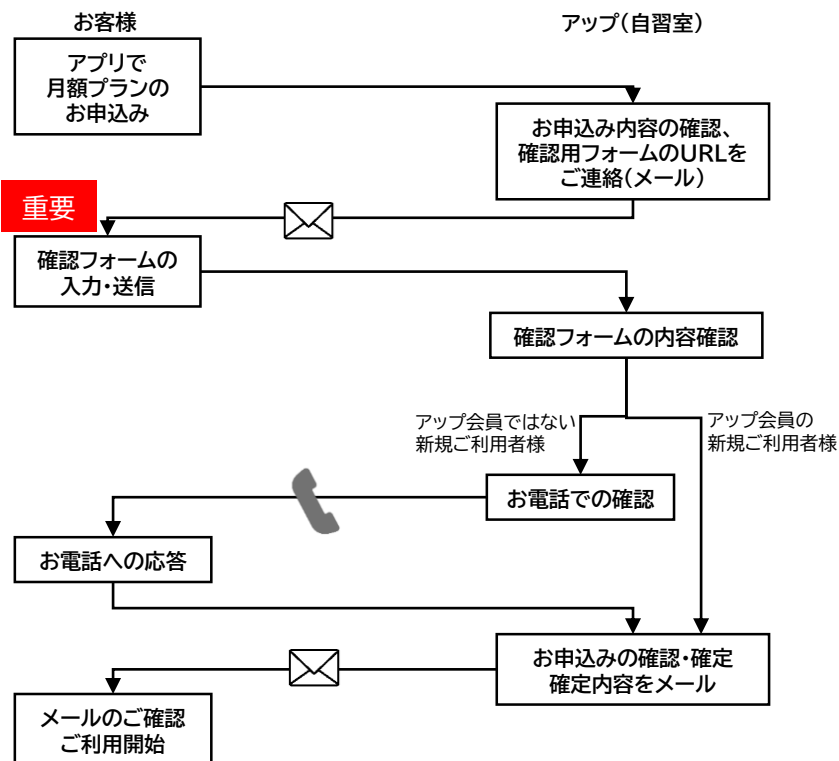 お客様
アップ(自習室)
アプリで
月額プランの
お申込み
お申込み内容の確認、
確認用フォームのURLを
ご連絡(メール)
重要
確認フォームの
入力・送信
確認フォームの内容確認
アップ会員ではない
新規ご利用者様
アップ会員の
新規ご利用者様
お電話での確認
お電話への応答
お申込みの確認・確定
確定内容をメール
メールのご確認
ご利用開始